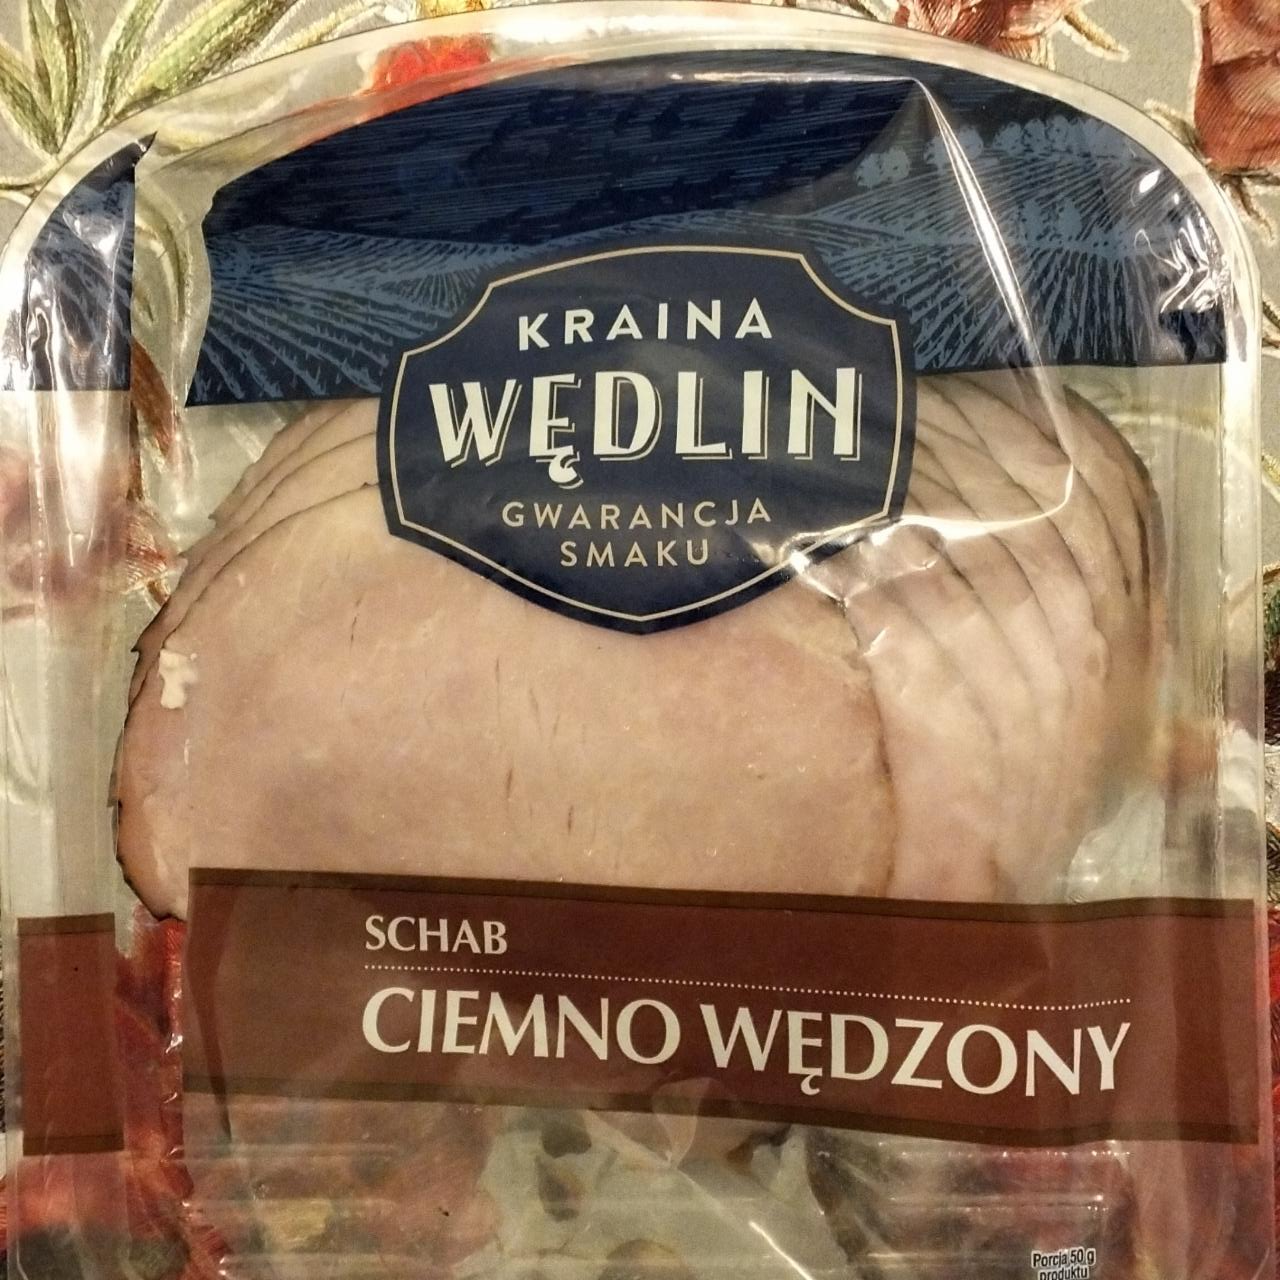 KRAINA
WĘDLIN
GWARANCJA
SMAKU
SCHAB
CIEMNO WĘDZONY
Porcja 50 g
produktu